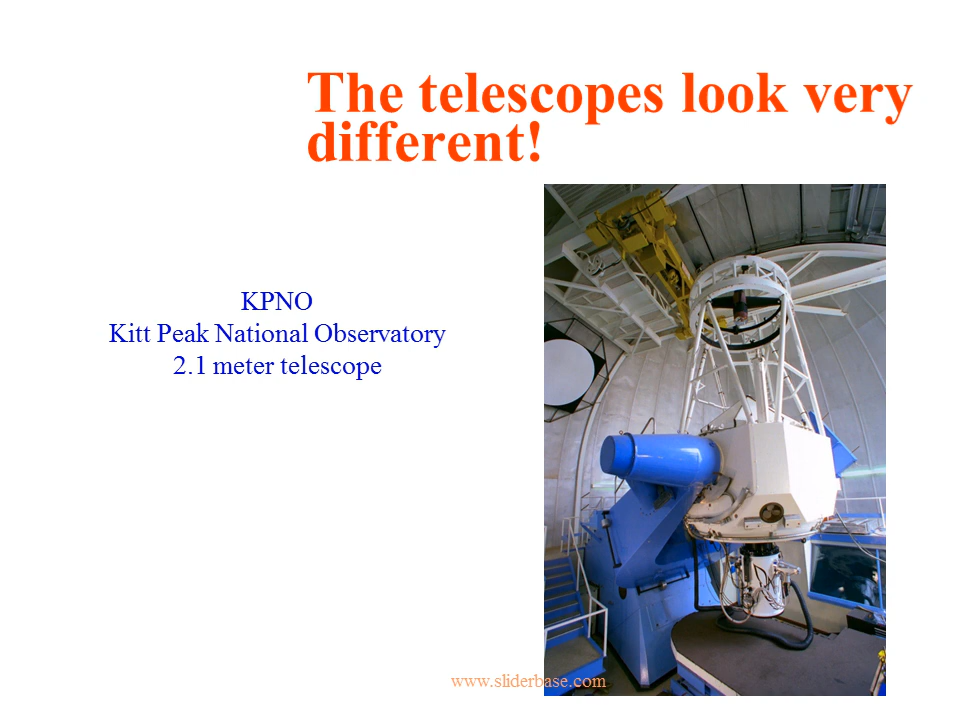 The telescopes look very
different!
KPNO
Kitt Peak National Observatory
2.1 meter telescope
www.sliderbase.com